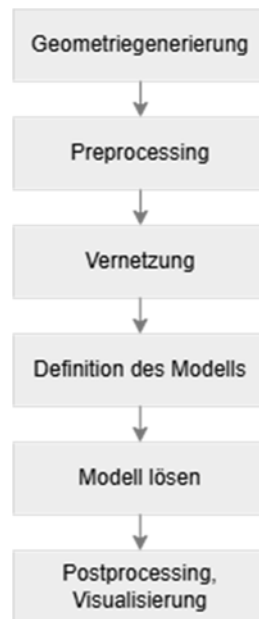 Geometriegenerierung
Preprocessing
Vernetzung
Definition des Modells
Modell lösen
Postprocessing,
Visualisierung